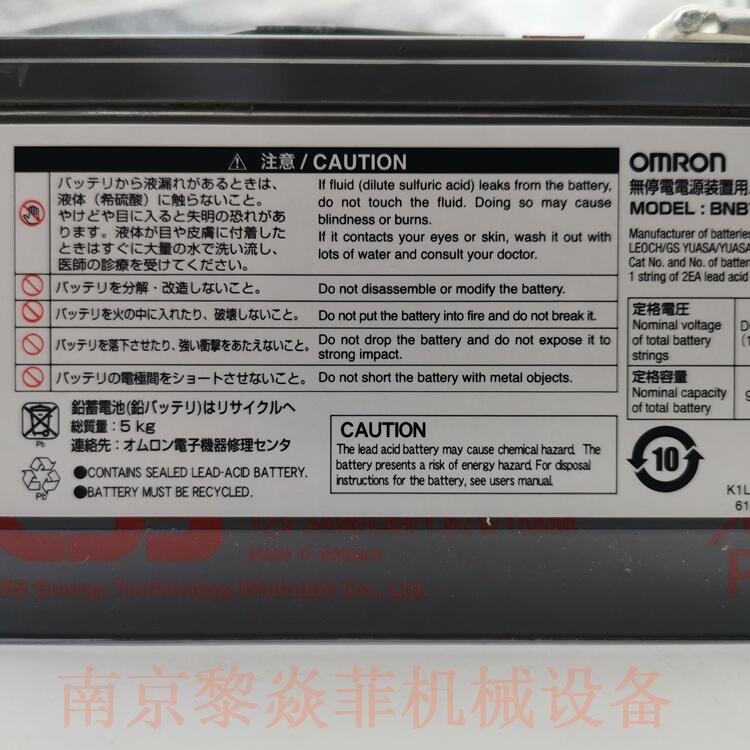 注意 / CAUTION
バッテリから液漏れがあるときは、
液体（希硫酸）に触らないこと。
やけどや目に入ると失明の恐れがあ
ります。液体が目や皮膚に付着した
ときはすぐに大量の水で洗い流し、
医師の診療を受けてください。
If fluid (dilute sulfuric acid) leaks from the battery,
do not touch the fluid. Doing so may cause
blindness or burns.
If it contacts your eyes or skin, wash it out with
lots of water and consult your doctor.
バッテリを分解・改造しないこと。
Do not disassemble or modify the battery.
バッテリを火の中に入れたり、破壊しないこと。
Do not put the battery into fire and do not break it.
バッテリを落下させたり、強い衝撃をあたえないこと。
Do not drop the battery and do not expose it to
strong impact.
バッテリの電極間をショートさせないこと。
Do not short the battery with metal objects.
鉛蓄電池(鉛バッテリ)はリサイクルへ
総質量：5 kg
連絡先：オムロン電子機器修理センタ
Pb
●CONTAINS SEALED LEAD-ACID BATTERY.
●BATTERY MUST BE RECYCLED.
Pb
CAUTION
The lead acid battery may cause chemical hazard. The
battery presents a risk of energy hazard. For disposal
instructions for the battery, see users manual.
OMRON
無停電電源装置用
MODEL : BNB
Manufacturer of batteries
LEOCH/GS YUASA/YUASA
Cat No. and No. of batter
1 string of 2EA lead acid
定格電圧
Nominal voltage
of total battery
strings
定格容量
Nominal capacity
of total battery
10
K1L
61
Made in Vietnam
Energy Technology (Vietnam) Co., Ltd.
南京黎焱菲机械设备